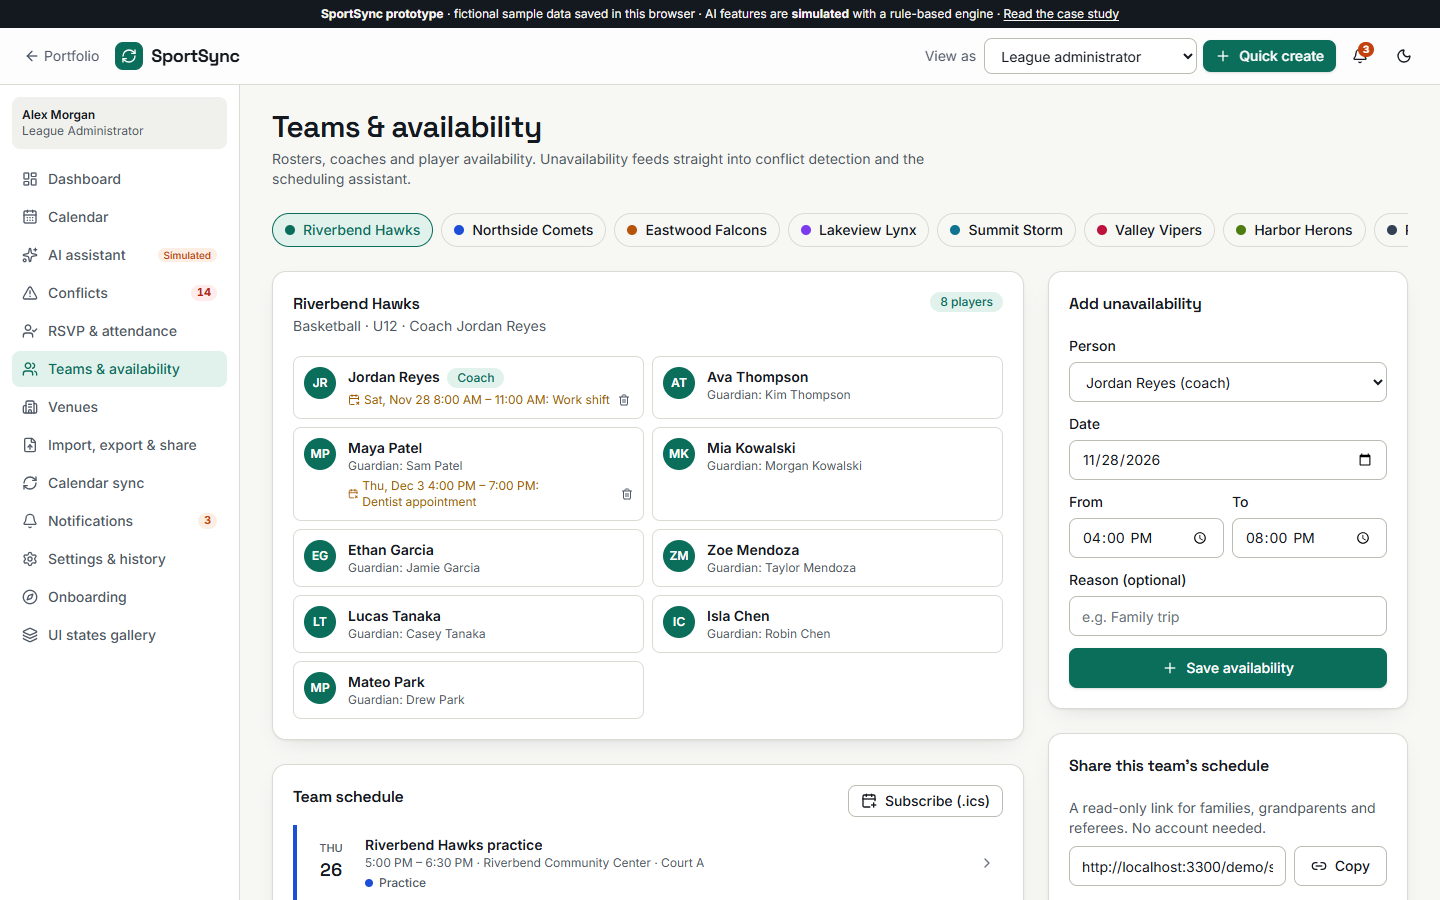 SportSync prototype · fictional sample data saved in this browser · AI features are simulated with a rule-based engine · Read the case study
Portfolio
SportSync
View as
League administrator
Quick create
3
Alex Morgan
League Administrator
Dashboard
Calendar
AI assistant
Simulated
Conflicts
14
RSVP & attendance
Teams & availability
Venues
Import, export & share
Calendar sync
Notifications
3
Settings & history
Onboarding
UI states gallery
Teams & availability
Rosters, coaches and player availability. Unavailability feeds straight into conflict detection and the
scheduling assistant.
Riverbend Hawks
Northside Comets
Eastwood Falcons
Lakeview Lynx
Summit Storm
Valley Vipers
Harbor Herons
Riverbend Hawks
8 players
Basketball · U12 · Coach Jordan Reyes
JR
Jordan Reyes
Coach
Sat, Nov 28 8:00 AM – 11:00 AM: Work shift
AT
Ava Thompson
Guardian: Kim Thompson
MP
Maya Patel
Guardian: Sam Patel
Thu, Dec 3 4:00 PM – 7:00 PM:
Dentist appointment
MK
Mia Kowalski
Guardian: Morgan Kowalski
EG
Ethan Garcia
Guardian: Jamie Garcia
ZM
Zoe Mendoza
Guardian: Taylor Mendoza
LT
Lucas Tanaka
Guardian: Casey Tanaka
IC
Isla Chen
Guardian: Robin Chen
MP
Mateo Park
Guardian: Drew Park
Team schedule
Subscribe (.ics)
THU
26
Riverbend Hawks practice
5:00 PM – 6:30 PM · Riverbend Community Center · Court A
Practice
Add unavailability
Person
Jordan Reyes (coach)
Date
11/28/2026
From
To
04:00 PM
08:00 PM
Reason (optional)
e.g. Family trip
Save availability
Share this team's schedule
A read-only link for families, grandparents and
referees. No account needed.
http://localhost:3300/demo/s
Copy